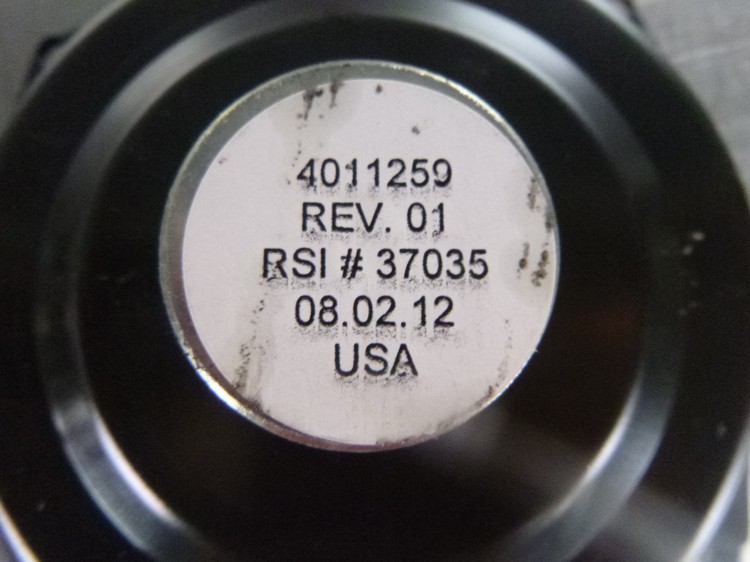 4011259
REV. 01
RSI # 37035
08.02.12
USA